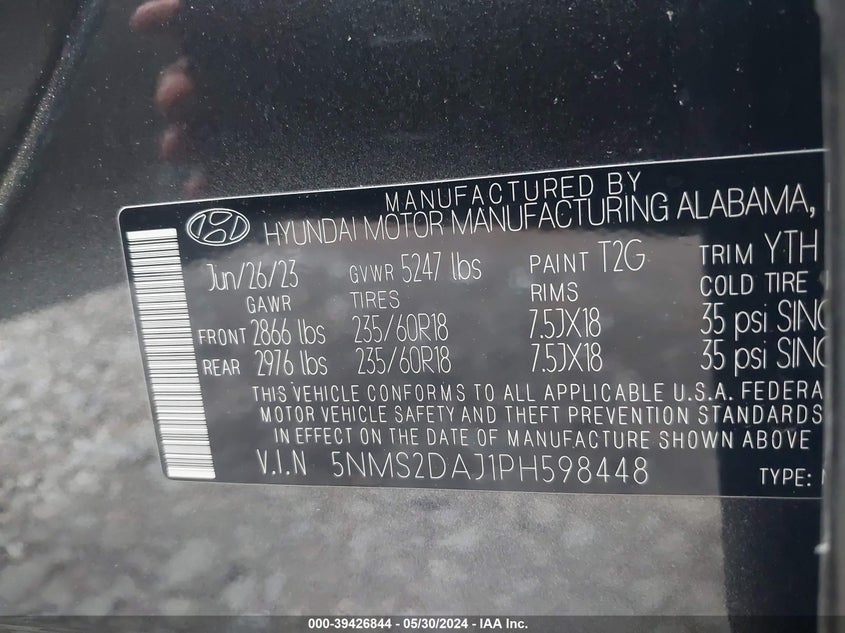 MANUFACTURED BY
HYUNDAI MOTOR MANUFACTURING ALABAMA,
Jun/26/23 GVWR 5247 lbs PAINT T2G TRIM YTH
GAWR TIRES RIMS COLD TIRE
FRONT 2866 lbs 235/60R18 7.5JX18 35 psi SING
REAR 2976 lbs 235/60R18 7.5JX18 35 psi SING
THIS VEHICLE CONFORMS TO ALL APPLICABLE U.S.A. FEDERA
MOTOR VEHICLE SAFETY AND THEFT PREVENTION STANDARDS
IN EFFECT ON THE DATE OF MANUFACTURE SHOWN ABOVE
V.I.N 5NMS2DAJ1PH598448 TYPE:
000-39426844 - 05/30/2024 - IAA Inc.